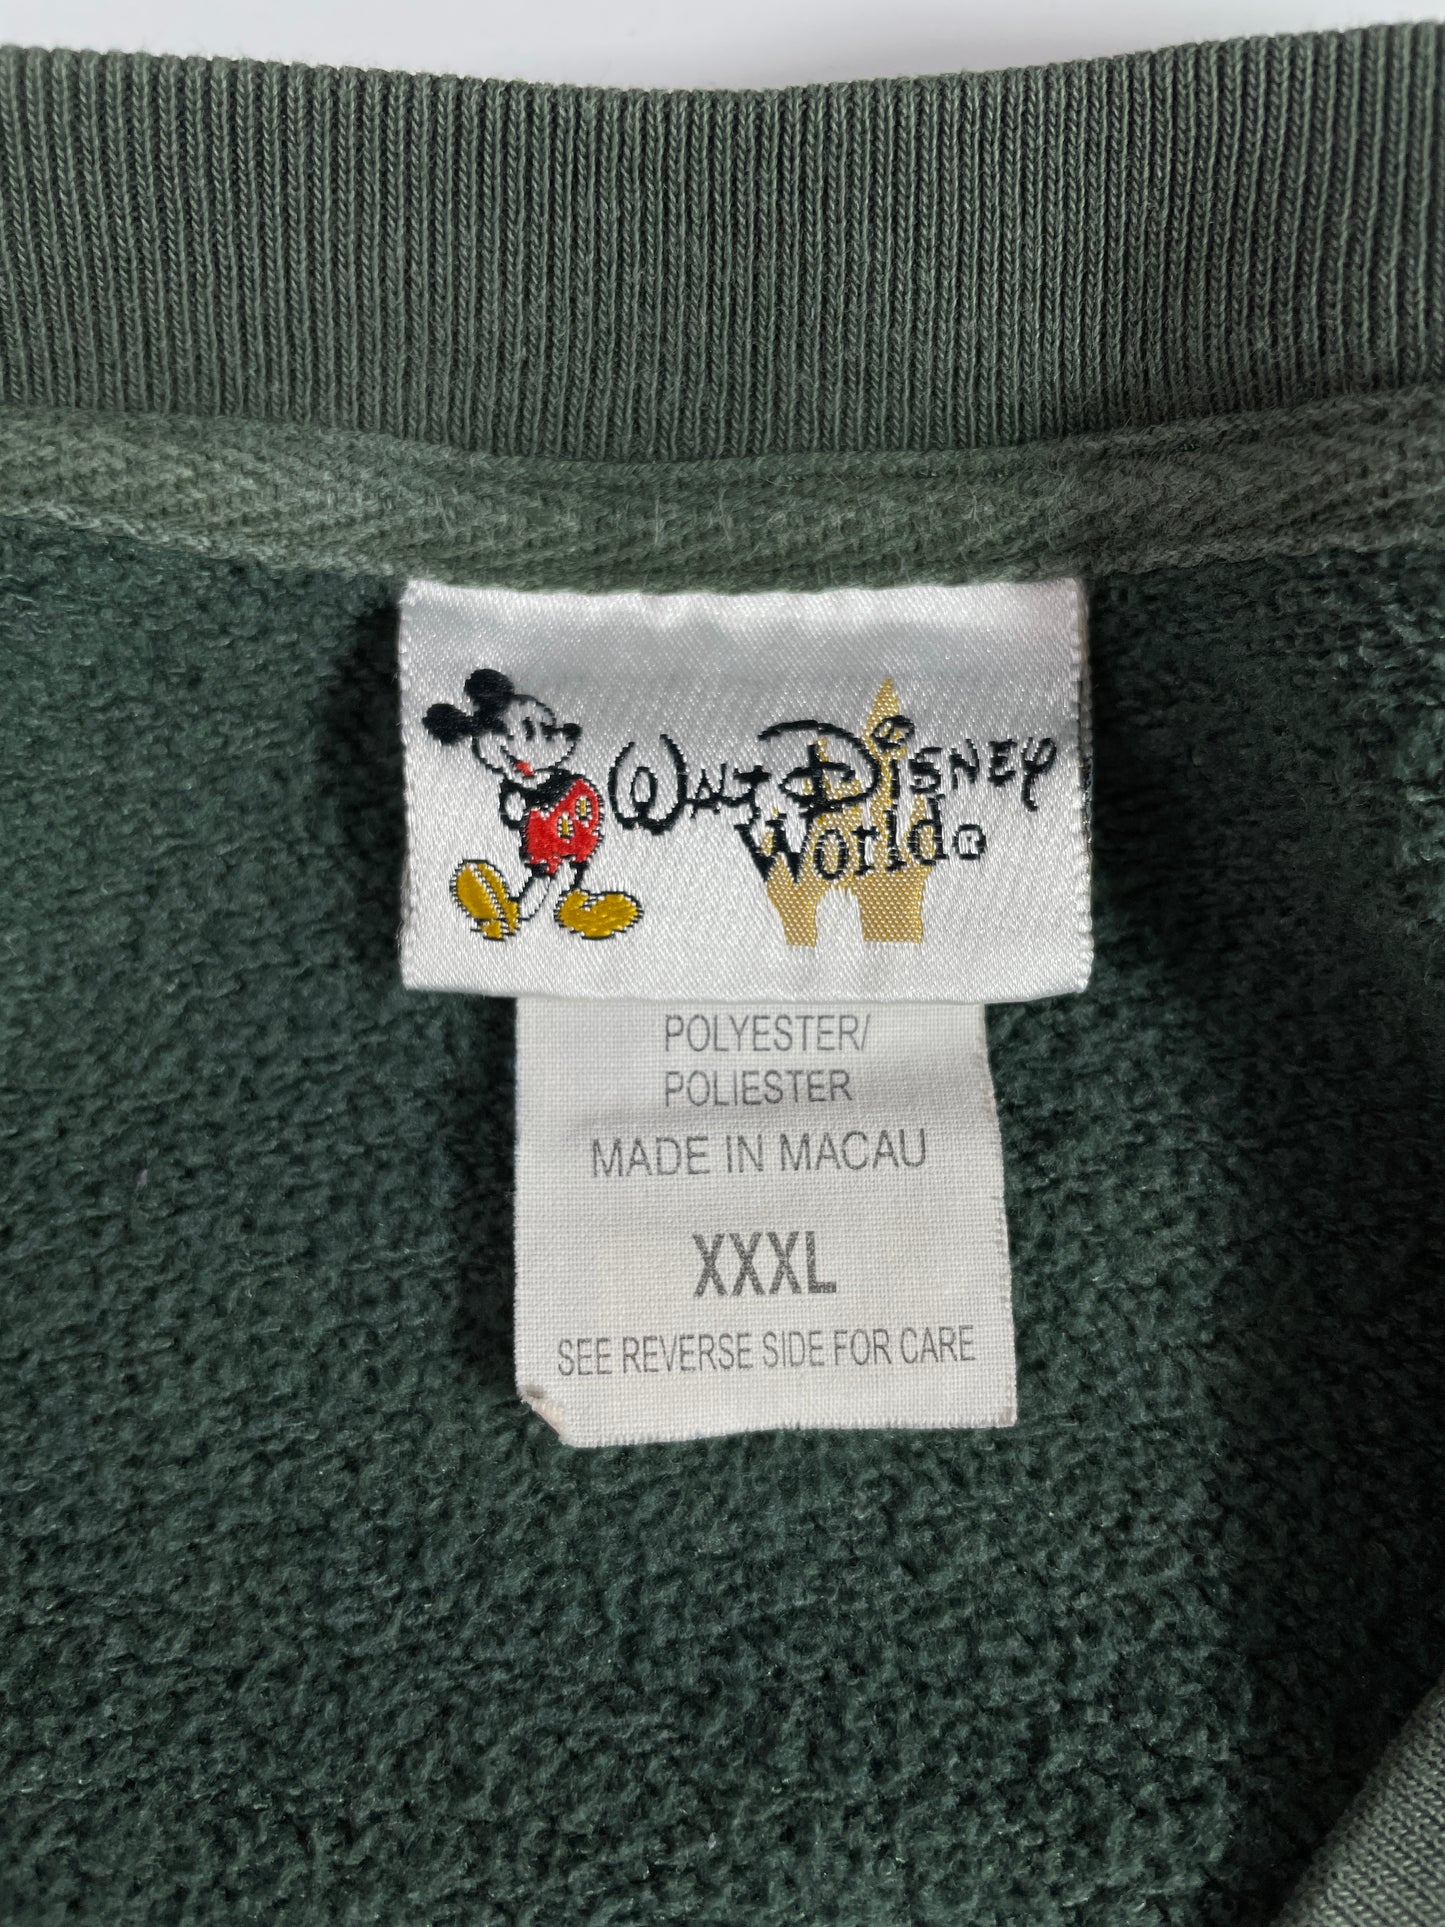 Walt Disney
World®
POLYESTER/
POLIESTER
MADE IN MACAU
XXXL
SEE REVERSE SIDE FOR CARE